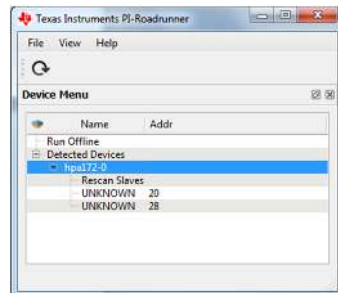 Texas Instruments PI-Roadrunner
File View Help
Device Menu
Name Addr
Run Offline
Detected Devices
hpa172-0
Rescan Slaves
UNKNOWN 20
UNKNOWN 28